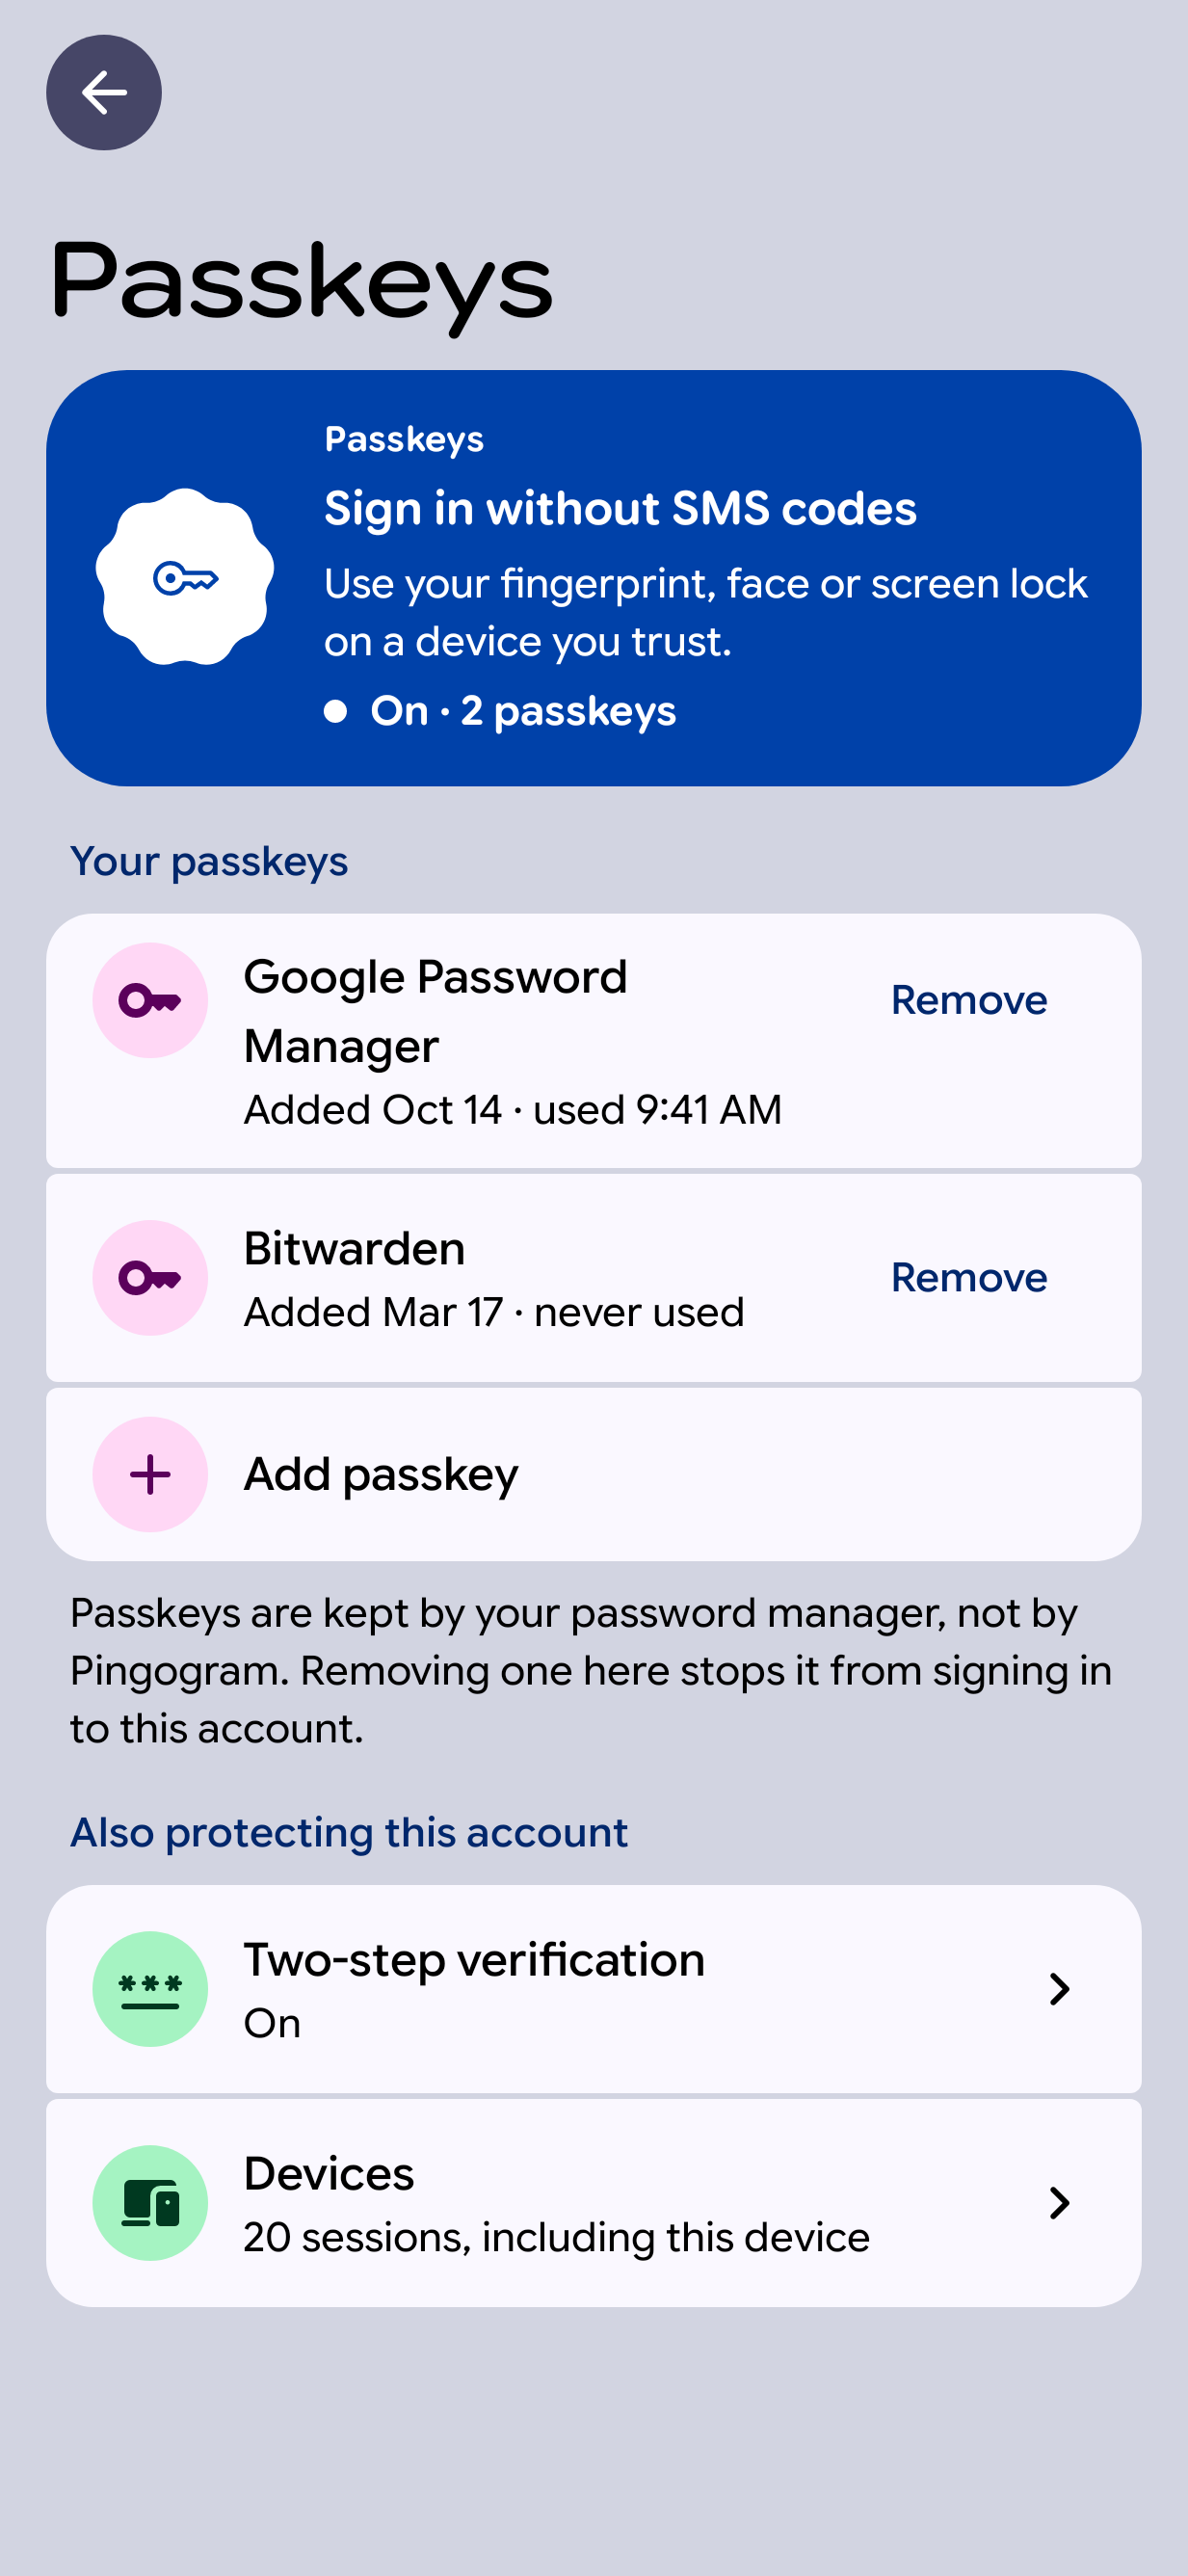 Passkeys
Passkeys
Sign in without SMS codes
Use your fingerprint, face or screen lock
on a device you trust.
On · 2 passkeys
Your passkeys
Google Password
Manager
Added Oct 14 · used 9:41 AM
Remove
Bitwarden
Added Mar 17 · never used
Remove
Add passkey
Passkeys are kept by your password manager, not by
Pingogram. Removing one here stops it from signing in
to this account.
Also protecting this account
Two-step verification
On
Devices
20 sessions, including this device